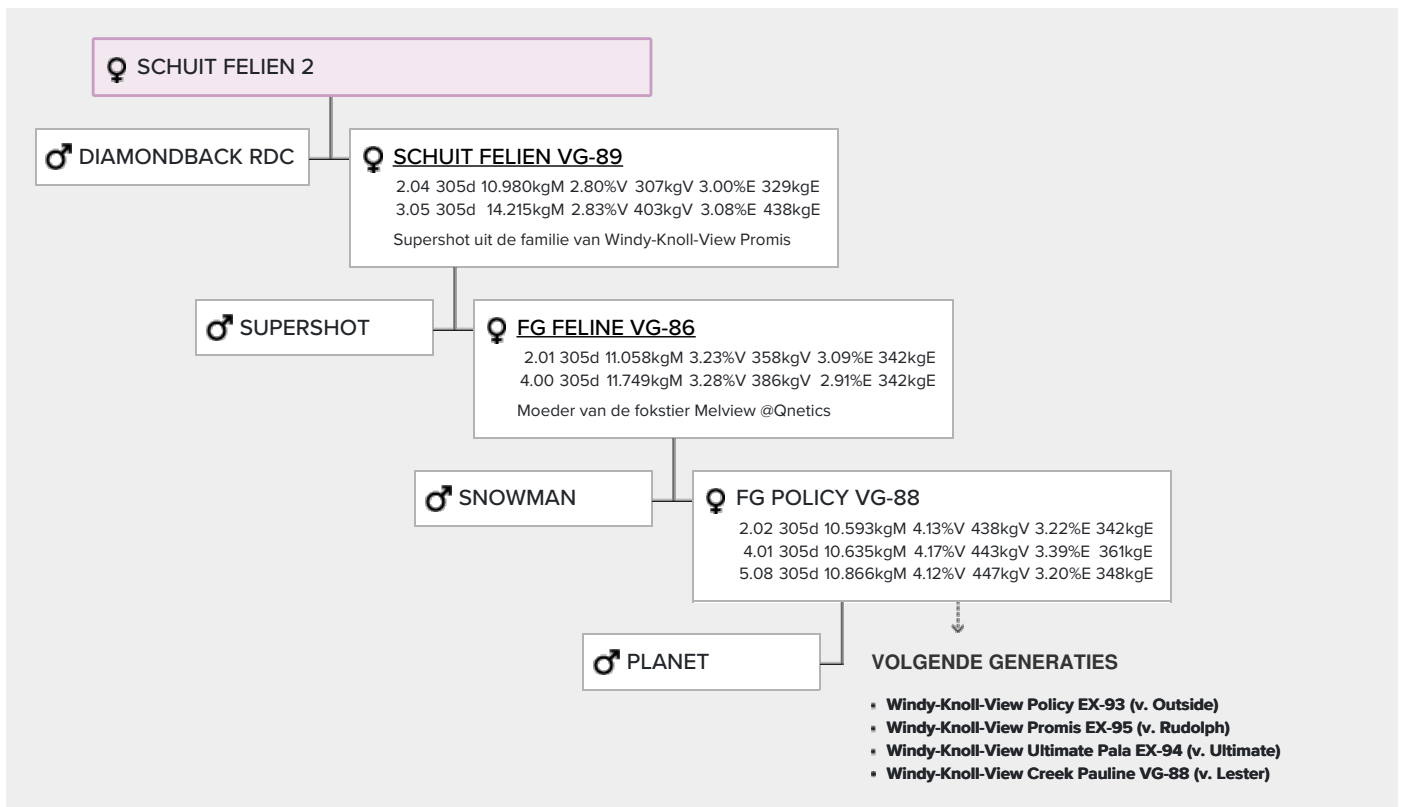 SCHUIT FELIEN 2
DIAMONDBACK RDC
SCHUIT FELIEN VG-89
2.04 305d 10.980kgM 2.80%V 307kgV 3.00%E 329kgE
3.05 305d 14.215kgM 2.83%V 403kgV 3.08%E 438kgE
Supershot uit de familie van Windy-Knoll-View Promis
SUPERSHOT
FG FELINE VG-86
2.01 305d 11.058kgM 3.23%V 358kgV 3.09%E 342kgE
4.00 305d 11.749kgM 3.28%V 386kgV 2.91%E 342kgE
Moeder van de fokstier Melview @Qnetics
SNOWMAN
FG POLICY VG-88
2.02 305d 10.593kgM 4.13%V 438kgV 3.22%E 342kgE
4.01 305d 10.635kgM 4.17%V 443kgV 3.39%E 361kgE
5.08 305d 10.866kgM 4.12%V 447kgV 3.20%E 348kgE
PLANET
VOLGENDE GENERATIES
Windy-Knoll-View Policy EX-93 (v. Outside)
Windy-Knoll-View Promis EX-95 (v. Rudolph)
Windy-Knoll-View Ultimate Pala EX-94 (v. Ultimate)
Windy-Knoll-View Creek Pauline VG-88 (v. Lester)